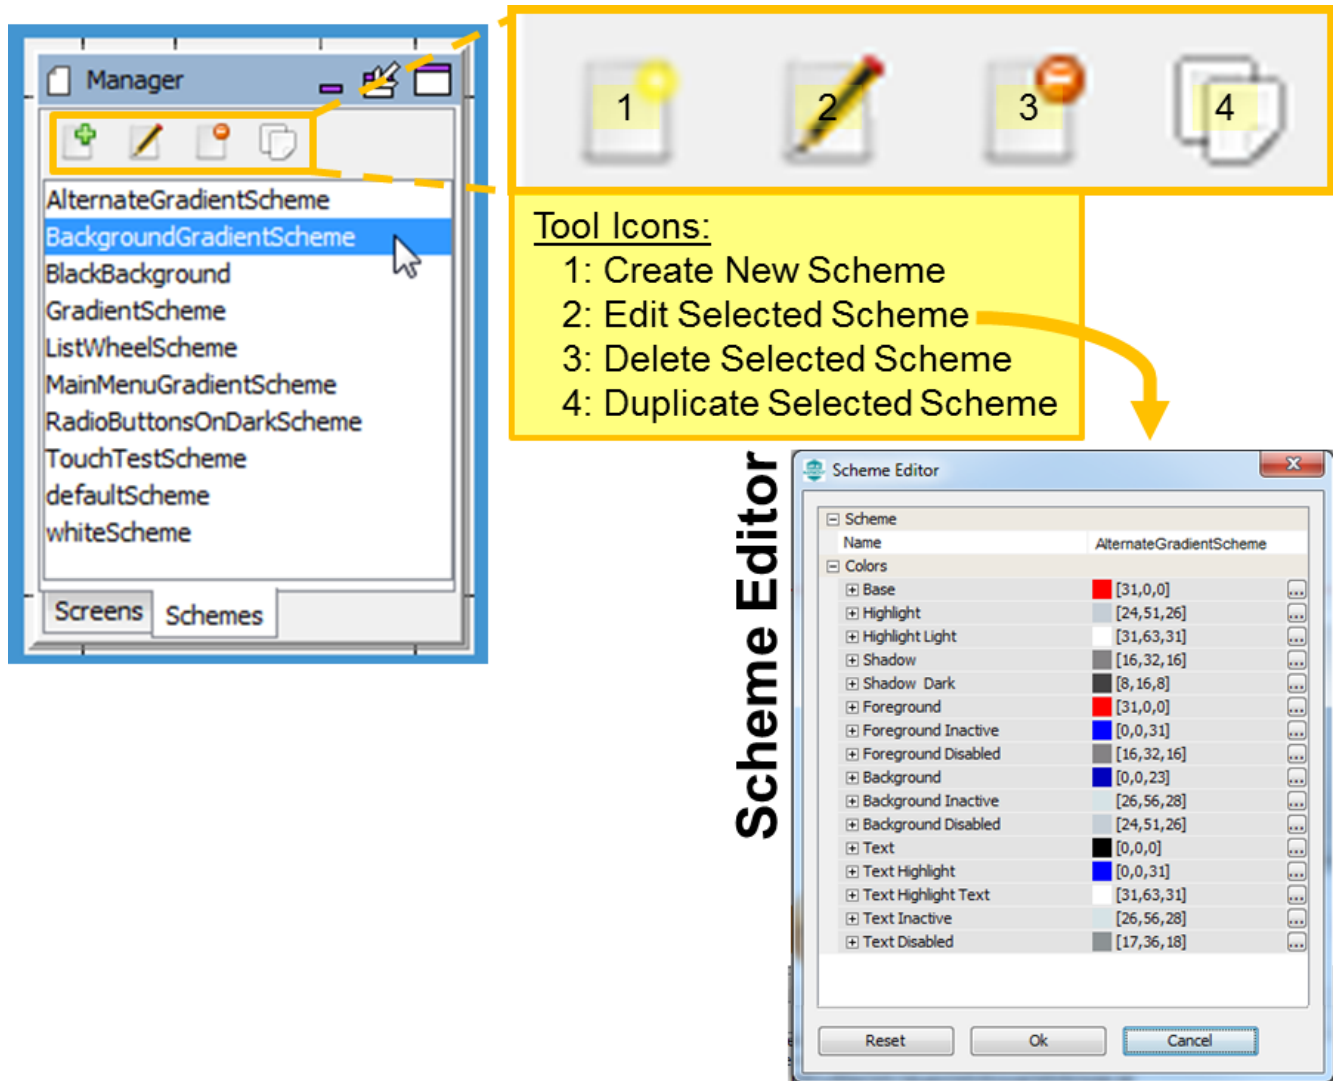 Manager
AlternateGradientScheme
BackgroundGradientScheme
BlackBackground
GradientScheme
ListWheelScheme
MainMenuGradientScheme
RadioButtonsOnDarkScheme
TouchTestScheme
defaultScheme
whiteScheme
Screens Schemes
1 2 3 4
Tool Icons:
1: Create New Scheme
2: Edit Selected Scheme
3: Delete Selected Scheme
4: Duplicate Selected Scheme
Scheme Editor
Scheme Editor
Scheme
Name AlternateGradientScheme
Colors
Base [31,0,0] ...
Highlight [24,51,26] ...
Highlight Light [31,63,31] ...
Shadow [16,32,16] ...
Shadow Dark [8,16,8] ...
Foreground [31,0,0] ...
Foreground Inactive [0,0,31] ...
Foreground Disabled [16,32,16] ...
Background [0,0,23] ...
Background Inactive [26,56,28] ...
Background Disabled [24,51,26] ...
Text [0,0,0] ...
Text Highlight [0,0,31] ...
Text Highlight Text [31,63,31] ...
Text Inactive [26,56,28] ...
Text Disabled [17,36,18] ...
Reset Ok Cancel